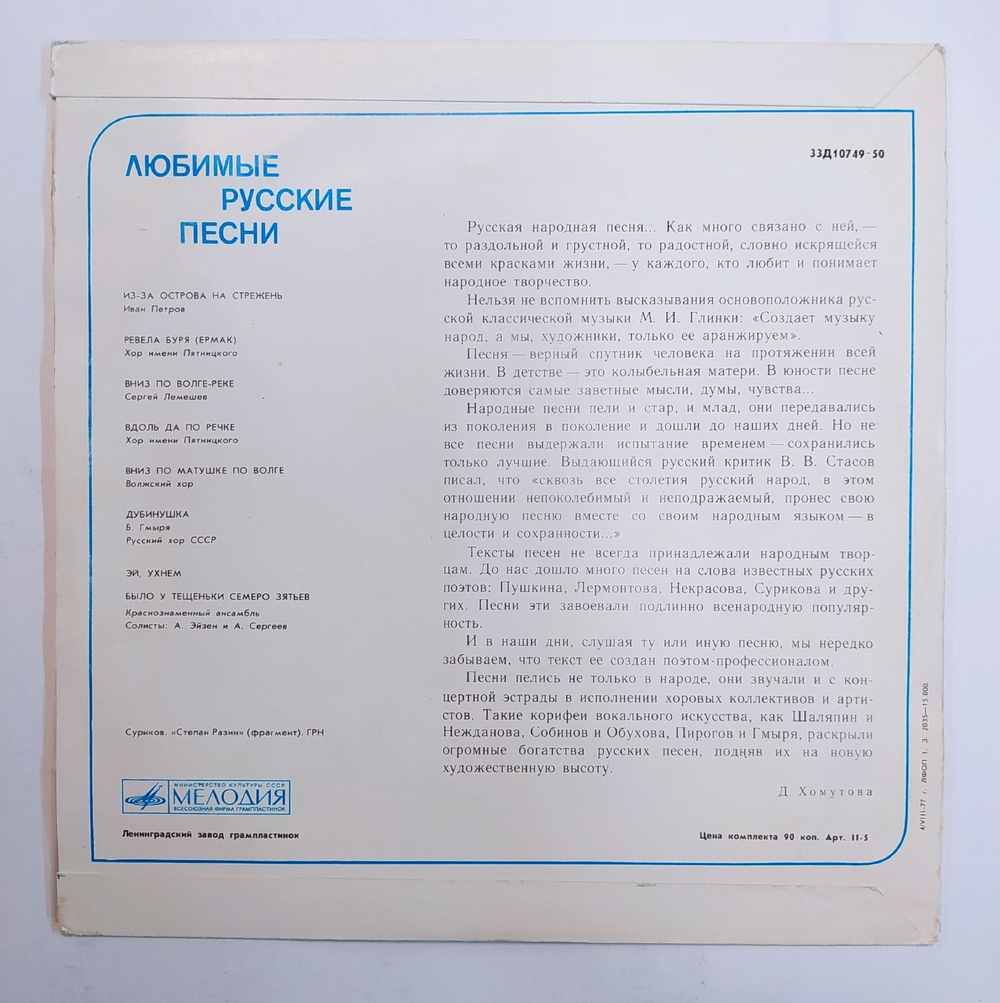 ЛЮБИМЫЕ
РУССКИЕ
ПЕСНИ
33Д10749-50
ИЗ-ЗА ОСТРОВА НА СТРЕЖЕНЬ
Иван Петров
РЕВЕЛА БУРЯ (ЕРМАК)
Хор имени Пятницкого
ВНИЗ ПО ВОЛГЕ-РЕКЕ
Сергей Лемешев
ВДОЛЬ ДА ПО РЕЧКЕ
Хор имени Пятницкого
ВНИЗ ПО МАТУШКЕ ПО ВОЛГЕ
Волжский хор
ДУБИНУШКА
Б. Гмыря
Русский хор СССР
ЭЙ, УХНЕМ
БЫЛО У ТЕЩЕНЬКИ СЕМЕРО ЗЯТЬЕВ
Краснознаменный ансамбль
Солисты: А. Эйзен и А. Сергеев
Суриков. «Степан Разин» (фрагмент). ГРН
МИНИСТЕРСТВО КУЛЬТУРЫ СССР
МЕЛОДИЯ
ВСЕСОЮЗНАЯ ФИРМА ГРАМПЛАСТИНОК
Ленинградский завод грампластинок
Русская народная песня... Как много связано с ней, —
то раздольной и грустной, то радостной, словно искрящейся
всеми красками жизни, — у каждого, кто любит и понимает
народное творчество.
Нельзя не вспомнить высказывания основоположника рус-
ской классической музыки М. И. Глинки: «Создает музыку
народ, а мы, художники, только ее аранжируем».
Песня — верный спутник человека на протяжении всей
жизни. В детстве — это колыбельная матери. В юности песне
доверяются самые заветные мысли, думы, чувства...
Народные песни пели и стар, и млад, они передавались
из поколения в поколение и дошли до наших дней. Но не
все песни выдержали испытание временем — сохранились
только лучшие. Выдающийся русский критик В. В. Стасов
писал, что «сквозь все столетия русский народ, в этом
отношении непоколебимый и неподражаемый, пронес свою
народную песню вместе со своим народным языком — в
целости и сохранности...»
Тексты песен не всегда принадлежали народным твор-
цам. До нас дошло много песен на слова известных русских
поэтов: Пушкина, Лермонтова, Некрасова, Сурикова и дру-
гих. Песни эти завоевали подлинно всенародную популяр-
ность.
И в наши дни, слушая ту или иную песню, мы нередко
забываем, что текст ее создан поэтом-профессионалом.
Песни пелись не только в народе, они звучали и с кон-
цертной эстрады в исполнении хоровых коллективов и арти-
стов. Такие корифеи вокального искусства, как Шаляпин и
Нежданова, Собинов и Обухова, Пирогов и Гмыря, раскрыли
огромные богатства русских песен, подняв их на новую
художественную высоту.
Д. Хомутова
Цена комплекта 90 коп. Арт. 11-5
4/VIII-77 г. ЛФОП 1. З. 2035—15 000.